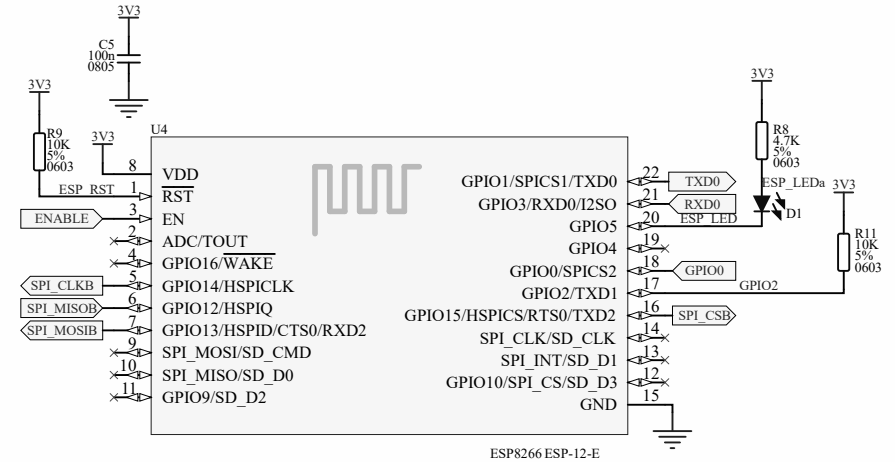 3V3
C5
100n
0805
3V3
R9
10K
5%
0603
3V3
ESP_RST
U4
8 VDD
1 RST
ENABLE 3 EN
2 ADC/TOUT
4 GPIO16/WAKE
SPI_CLKB 5 GPIO14/HSPICLK
SPI_MISOB 6 GPIO12/HSPIQ
SPI_MOSIB 7 GPIO13/HSPID/CTS0/RXD2
9 SPI_MOSI/SD_CMD
10 SPI_MISO/SD_D0
11 GPIO9/SD_D2
GPIO1/SPICS1/TXD0 22 TXD0
GPIO3/RXD0/I2SO 21 RXD0
GPIO5 20 ESP_LED
GPIO4 19
GPIO0/SPICS2 18 GPIO0
GPIO2/TXD1 17 GPIO2
GPIO15/HSPICS/RTS0/TXD2 16 SPI_CSB
SPI_CLK/SD_CLK 14
SPI_INT/SD_D1 13
GPIO10/SPI_CS/SD_D3 12
GND 15
3V3
R8
4.7K
5%
0603
ESP_LEDa
D1
3V3
R11
10K
5%
0603
ESP8266 ESP-12-E